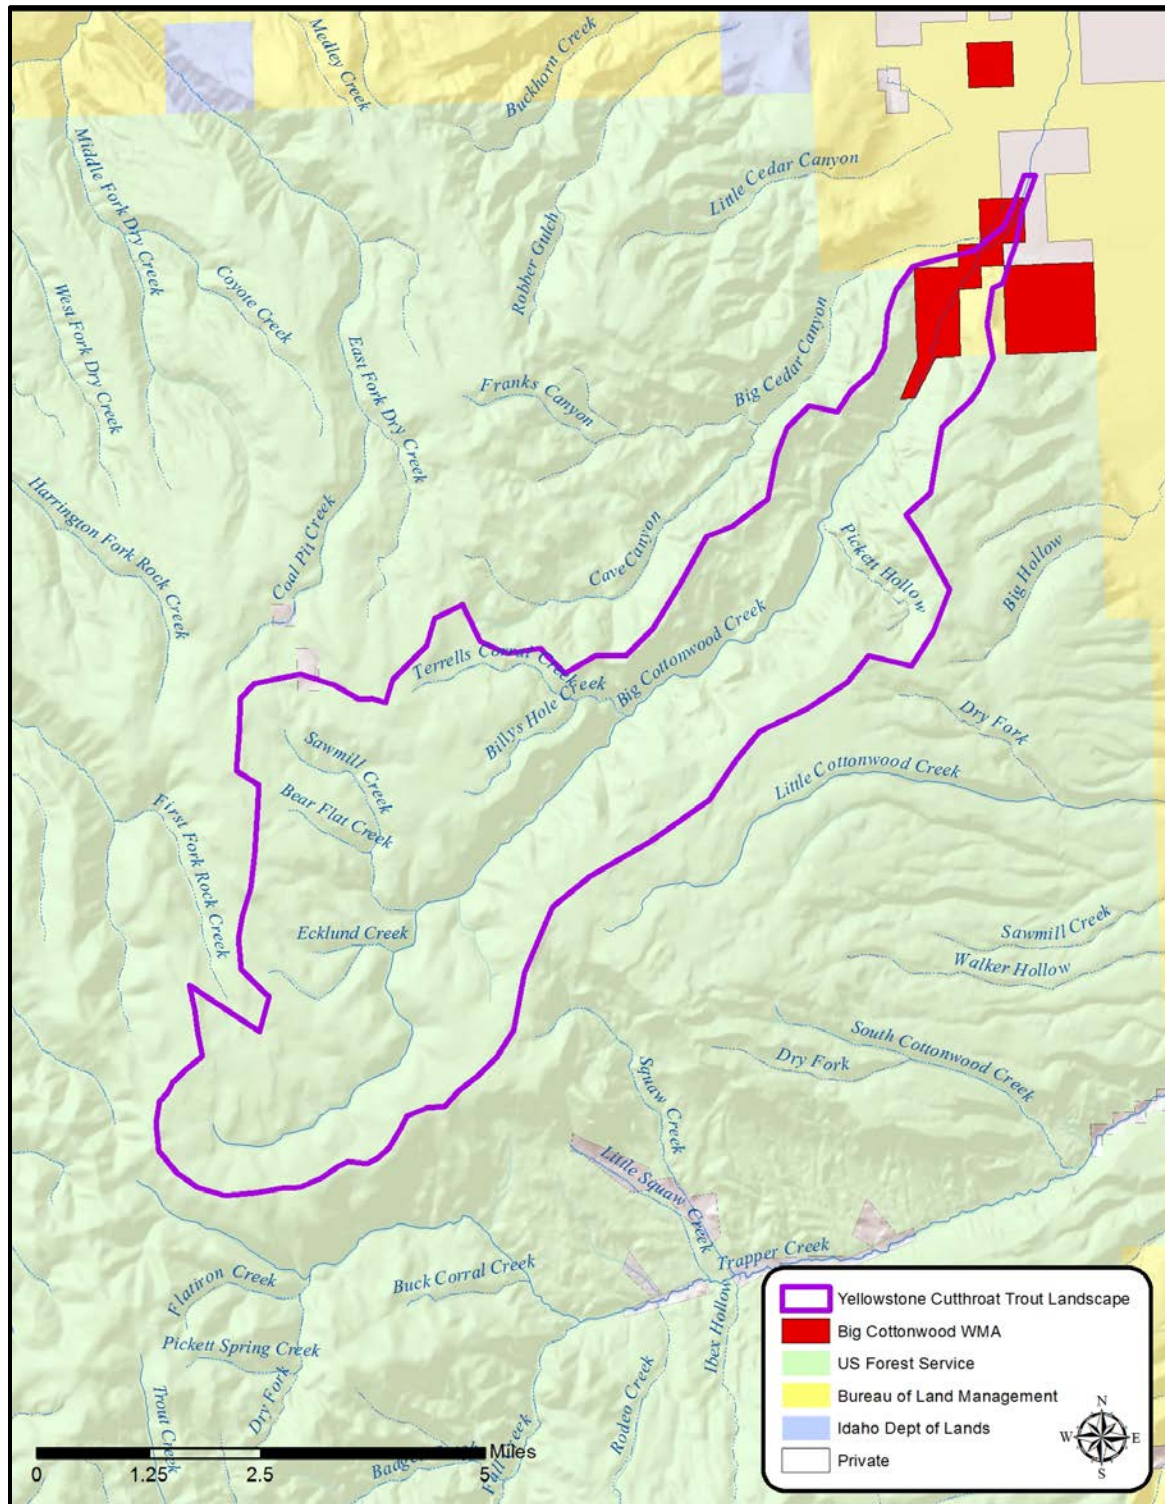 Medley Creek
Buckhorn Creek
Middle Fork Dry Creek
Little Cedar Canyon
Robber Gulch
Coyote Creek
West Fork Dry Creek
East Fork Dry Creek
Big Cedar Canyon
Franks Canyon
Harrington Fork Rock Creek
Coal Pit Creek
Cave Canyon
Pickett Hollow
Big Hollow
Terrells Corral Creek
Big Cottonwood Creek
Billys Hole Creek
Dry Fork
Sawmill Creek
Little Cottonwood Creek
Bear Flat Creek
First Fork Rock Creek
Ecklund Creek
Sawmill Creek
Walker Hollow
South Cottonwood Creek
Dry Fork
Squaw Creek
Little Squaw Creek
Trapper Creek
Buck Corral Creek
Flatiron Creek
Ibex Hollow
Pickett Spring Creek
Dry Fork
Trout Creek
Rodeo Creek
Fall Creek
Yellowstone Cutthroat Trout Landscape
Big Cottonwood WMA
US Forest Service
Bureau of Land Management
Idaho Dept of Lands
Private
N
W E
S
Miles
0 1.25 2.5 5